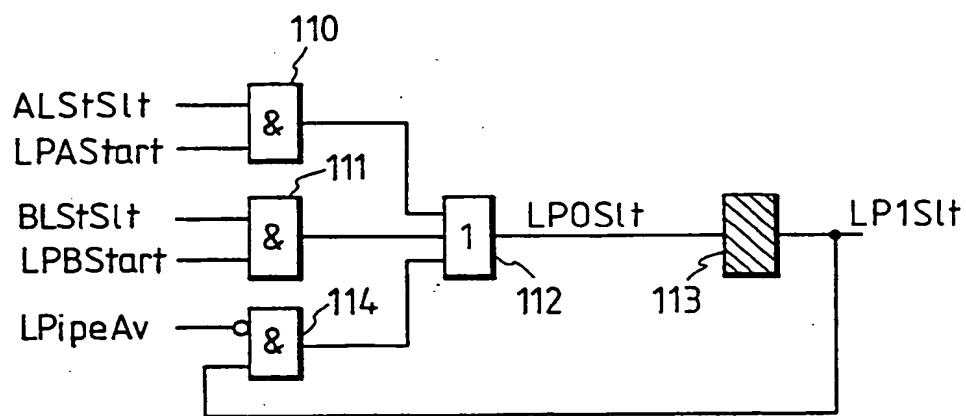 110
ALStSlt
&
LPAStart
111
BLStSlt
&
LPBStart
1
LP0Slt
LP1Slt
112
113
114
LPipeAv
&